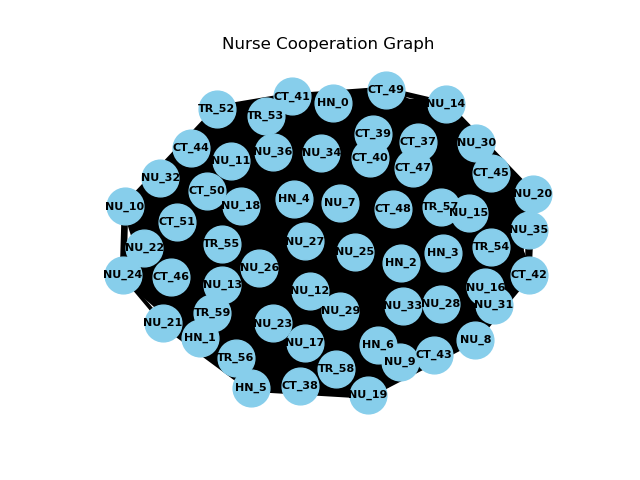 Nurse Cooperation Graph
CT_49
CT_41
HN_0
NU_14
TR_52
TR_53
CT_39
CT_37
NU_30
CT_44
NU_36
NU_34
CT_40
NU_11
CT_47
CT_45
NU_32
CT_50
NU_20
HN_4
NU_7
NU_10
NU_18
CT_48
TR_57
NU_15
CT_51
NU_35
NU_27
TR_55
NU_22
TR_54
NU_25
HN_3
HN_2
NU_26
NU_24
CT_46
CT_42
NU_13
NU_12
NU_16
NU_33
NU_28
NU_31
NU_29
TR_59
NU_21
NU_23
HN_1
NU_8
NU_17
HN_6
CT_43
TR_56
NU_9
TR_58
HN_5
CT_38
NU_19